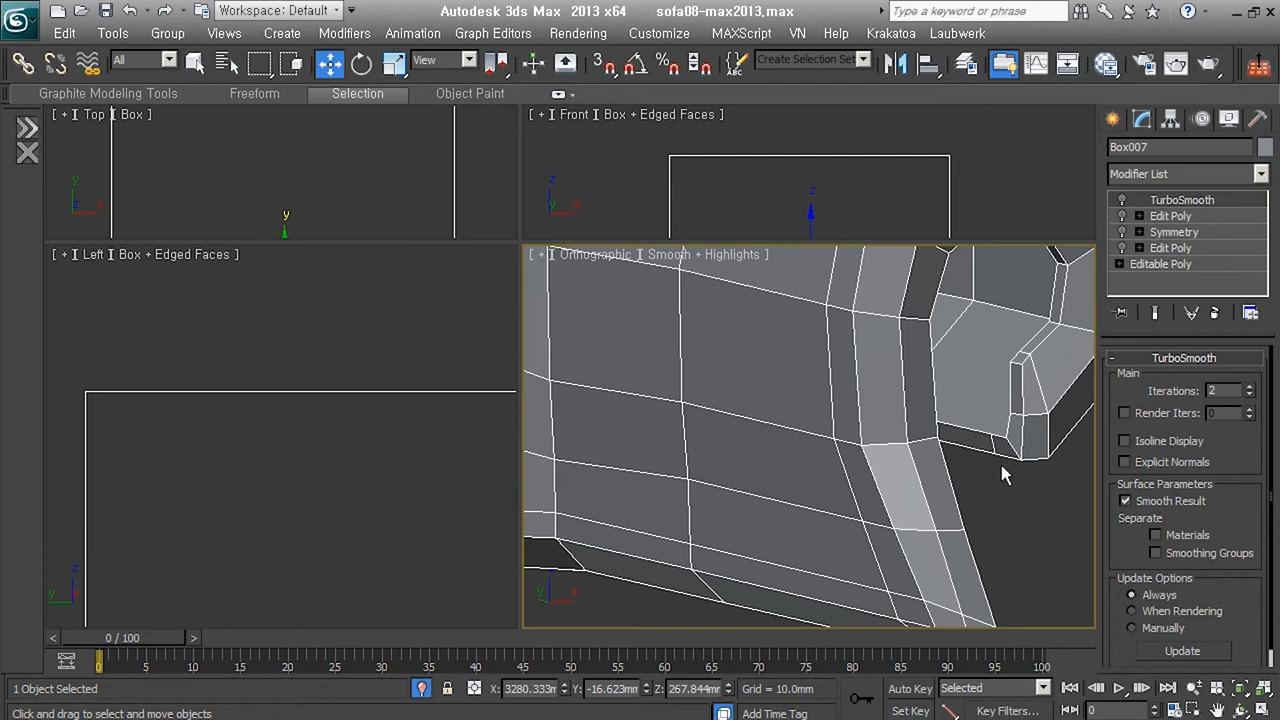 Workspace: Default
Autodesk 3ds Max 2013 x64 sofa08-max2013.max
Type a keyword or phrase
Edit Tools Group Views Create Modifiers Animation Graph Editors Rendering Customize MAXScript VN Help Krakatoa Laubwerk
All View Create Selection Set
Graphite Modeling Tools Freeform Selection Object Paint
[ + ] [ Top ] [ Box ]
[ + ] [ Front ] [ Box + Edged Faces ]
[ + ] [ Left ] [ Box + Edged Faces ]
[ + ] [ Orthographic ] [ Smooth + Highlights ]
Box007
Modifier List
TurboSmooth
Edit Poly
Symmetry
Edit Poly
Editable Poly
TurboSmooth
Main
Iterations: 2
Render Iters: 0
Isoline Display
Explicit Normals
Surface Parameters
Smooth Result
Separate
Materials
Smoothing Groups
Update Options
Always
When Rendering
Manually
Update
0 / 100
0 5 10 15 20 25 30 35 40 45 50 55 60 65 70 75 80 85 90 95 100
1 Object Selected X: 3280.333m Y: -16.623mm Z: 267.844mm Grid = 10.0mm Auto Key Selected
Click and drag to select and move objects Add Time Tag Set Key Key Filters... 0